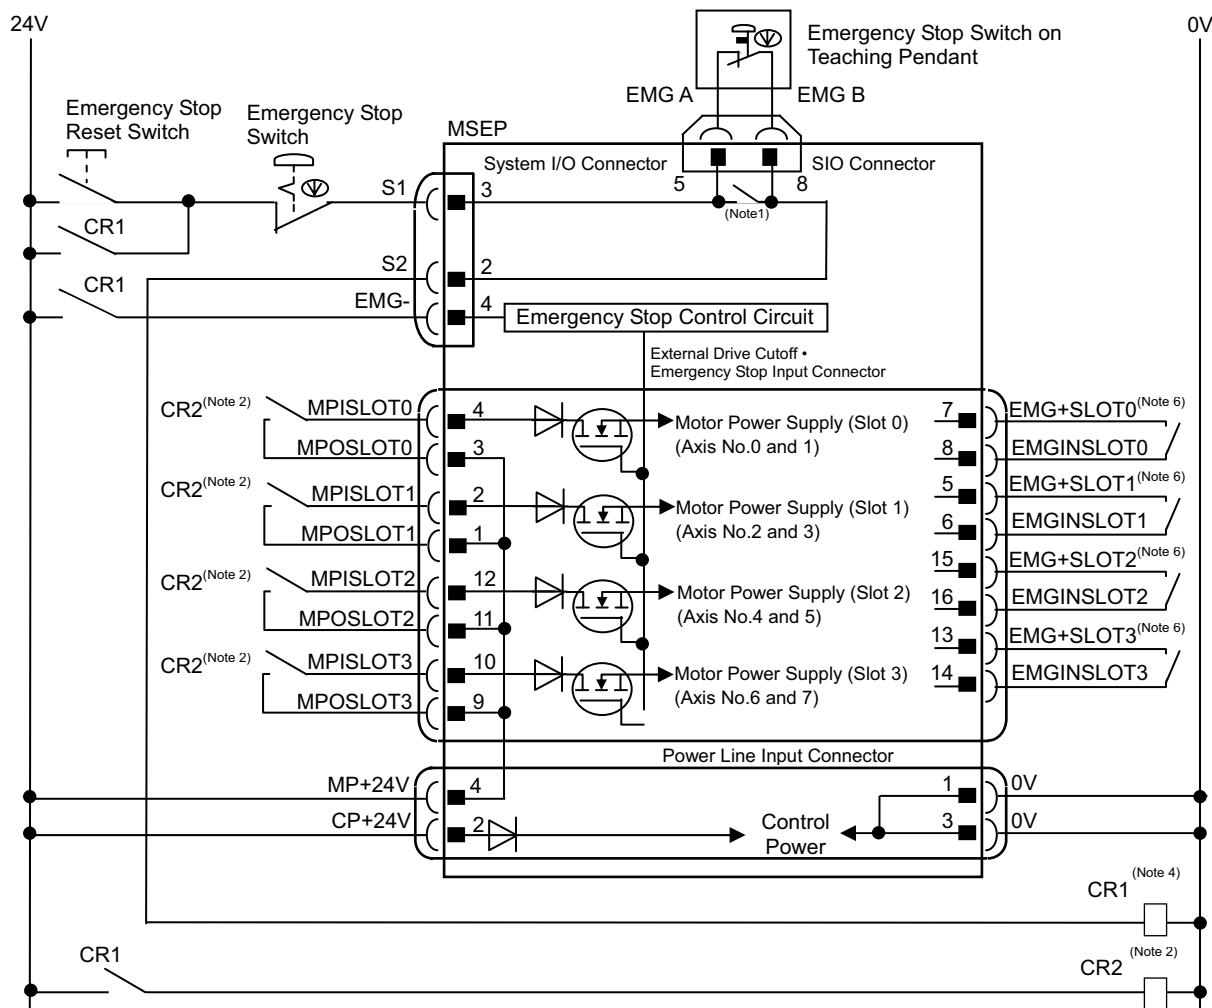 24V
0V
Emergency Stop Switch on
Teaching Pendant
EMG A
EMG B
Emergency Stop
Reset Switch
Emergency Stop
Switch
MSEP
System I/O Connector
SIO Connector
5
8
S1
3
(Note1)
CR1
S2
2
CR1
EMG-
4
Emergency Stop Control Circuit
External Drive Cutoff •
Emergency Stop Input Connector
CR2(Note 2)
MPISLOT0
4
Motor Power Supply (Slot 0)
(Axis No.0 and 1)
7
EMG+SLOT0(Note 6)
MPOSLOT0
3
8
EMGINSLOT0
CR2(Note 2)
MPISLOT1
2
Motor Power Supply (Slot 1)
(Axis No.2 and 3)
5
EMG+SLOT1(Note 6)
MPOSLOT1
1
6
EMGINSLOT1
CR2(Note 2)
MPISLOT2
12
Motor Power Supply (Slot 2)
(Axis No.4 and 5)
15
EMG+SLOT2(Note 6)
MPOSLOT2
11
16
EMGINSLOT2
CR2(Note 2)
MPISLOT3
10
Motor Power Supply (Slot 3)
(Axis No.6 and 7)
13
EMG+SLOT3(Note 6)
MPOSLOT3
9
14
EMGINSLOT3
Power Line Input Connector
MP+24V
4
1
0V
CP+24V
2
Control
Power
3
0V
CR1 (Note 4)
CR1
CR2 (Note 2)